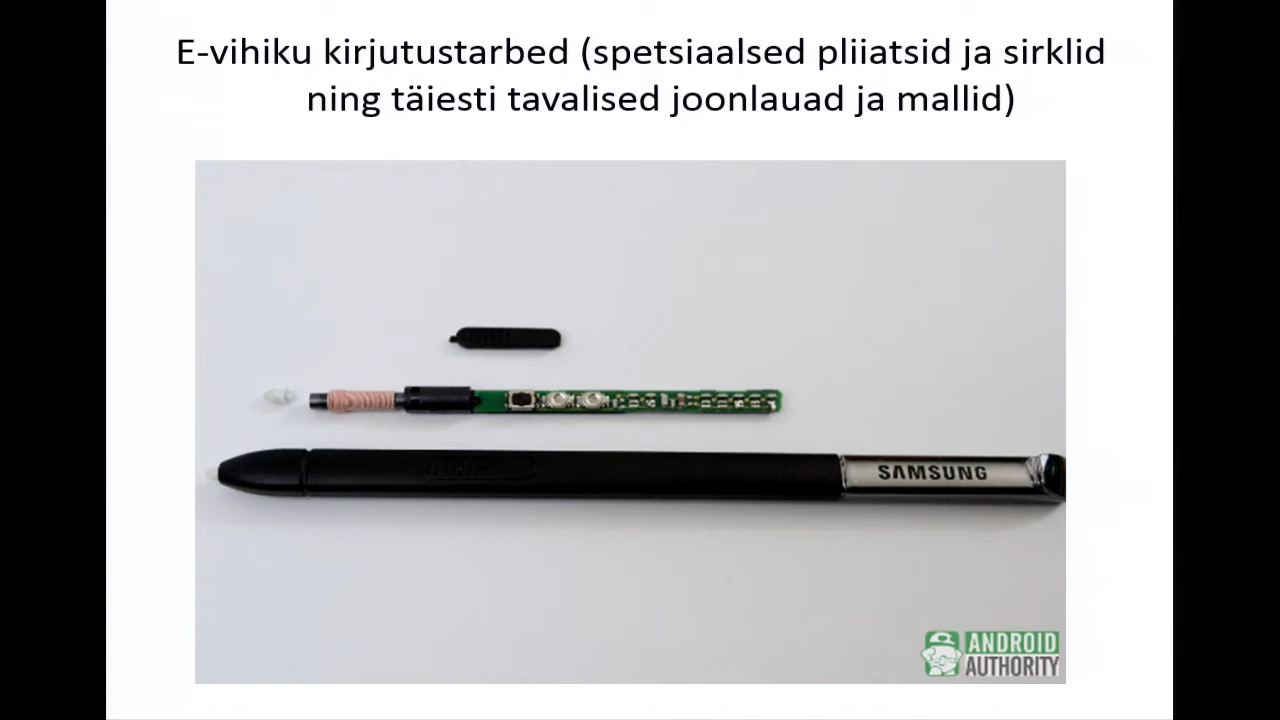 E-vihiku kirjutustarbed (spetsiaalsed pliiatsid ja sirklid
ning täiesti tavalised joonlauad ja mallid)
SAMSUNG
ANDROID
AUTHORITY